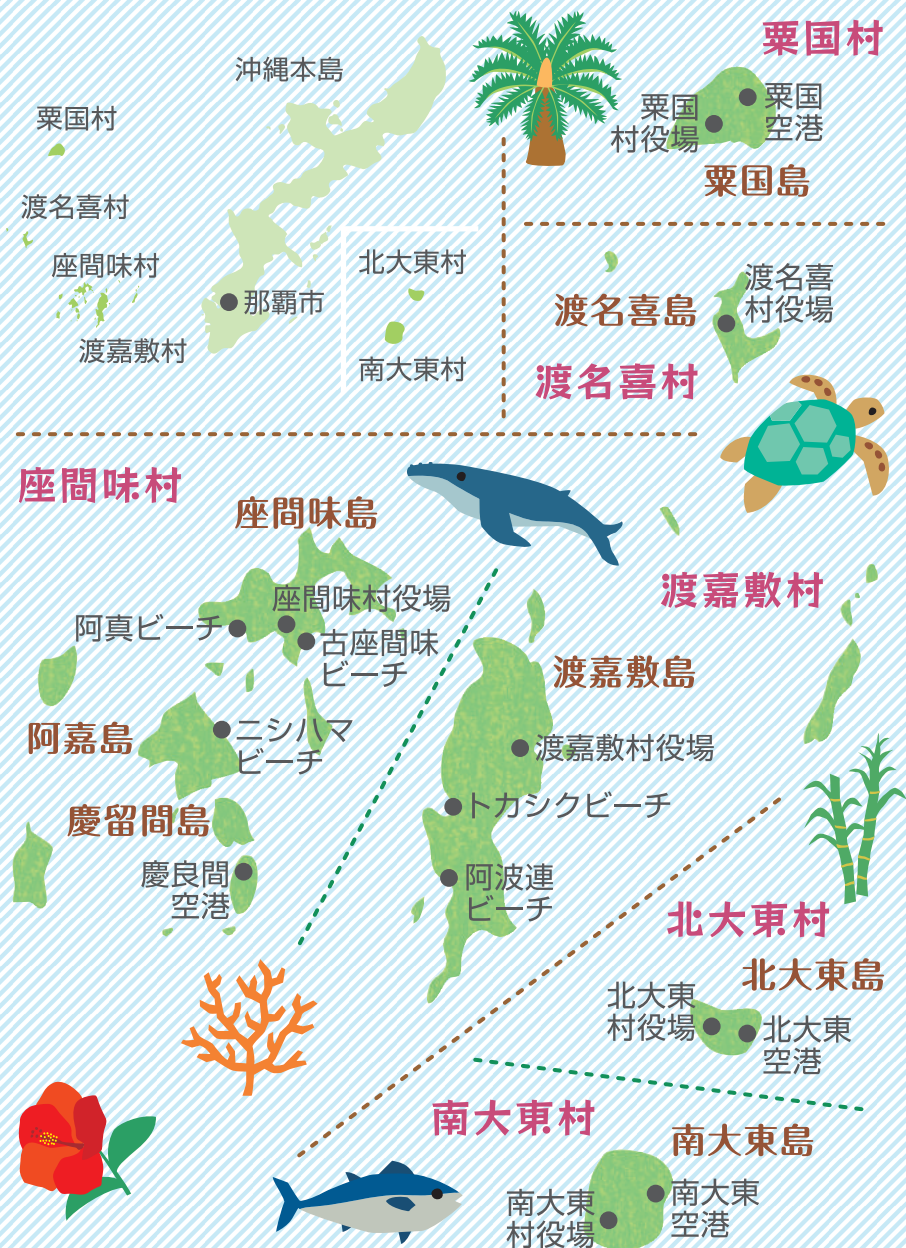 沖縄本島
粟国村
渡名喜村
座間味村
渡嘉敷村
那覇市
北大東村
南大東村
粟国村
粟国
村役場
粟国
空港
粟国島
渡名喜
村役場
渡名喜島
渡名喜村
座間味村
座間味島
座間味村役場
阿真ビーチ
古座間味
ビーチ
阿嘉島
ニシハマ
ビーチ
慶留間島
慶良間
空港
渡嘉敷村
渡嘉敷島
渡嘉敷村役場
トカシクビーチ
阿波連
ビーチ
北大東村
北大東島
北大東
村役場
北大東
空港
南大東村
南大東島
南大東
村役場
南大東
空港